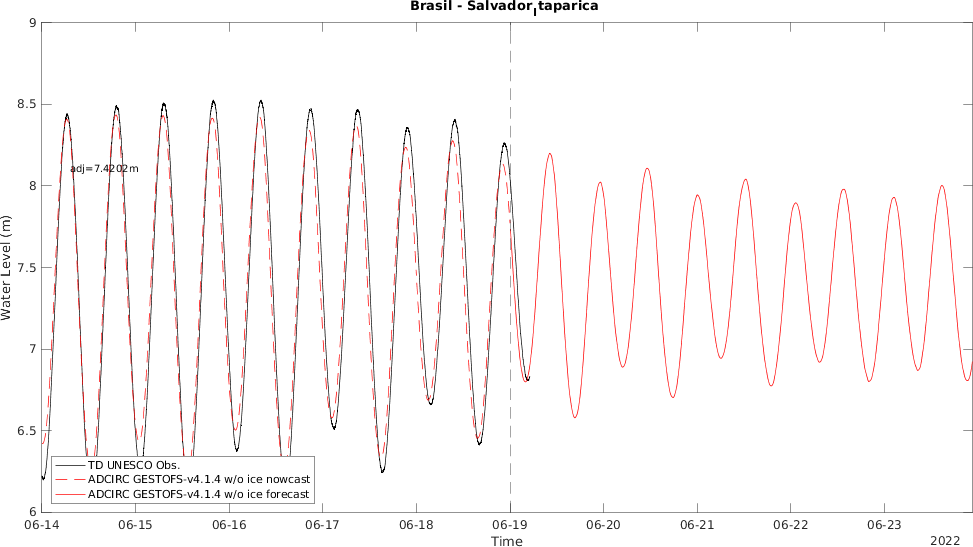 Brasil - Salvador_Itaparica
9
8.5
8
7.5
7
6.5
6
Water Level (m)
adj=7.4202m
TD UNESCO Obs.
ADCIRC GESTOFS-v4.1.4 w/o ice nowcast
ADCIRC GESTOFS-v4.1.4 w/o ice forecast
06-14
06-15
06-16
06-17
06-18
06-19
06-20
06-21
06-22
06-23
Time
2022